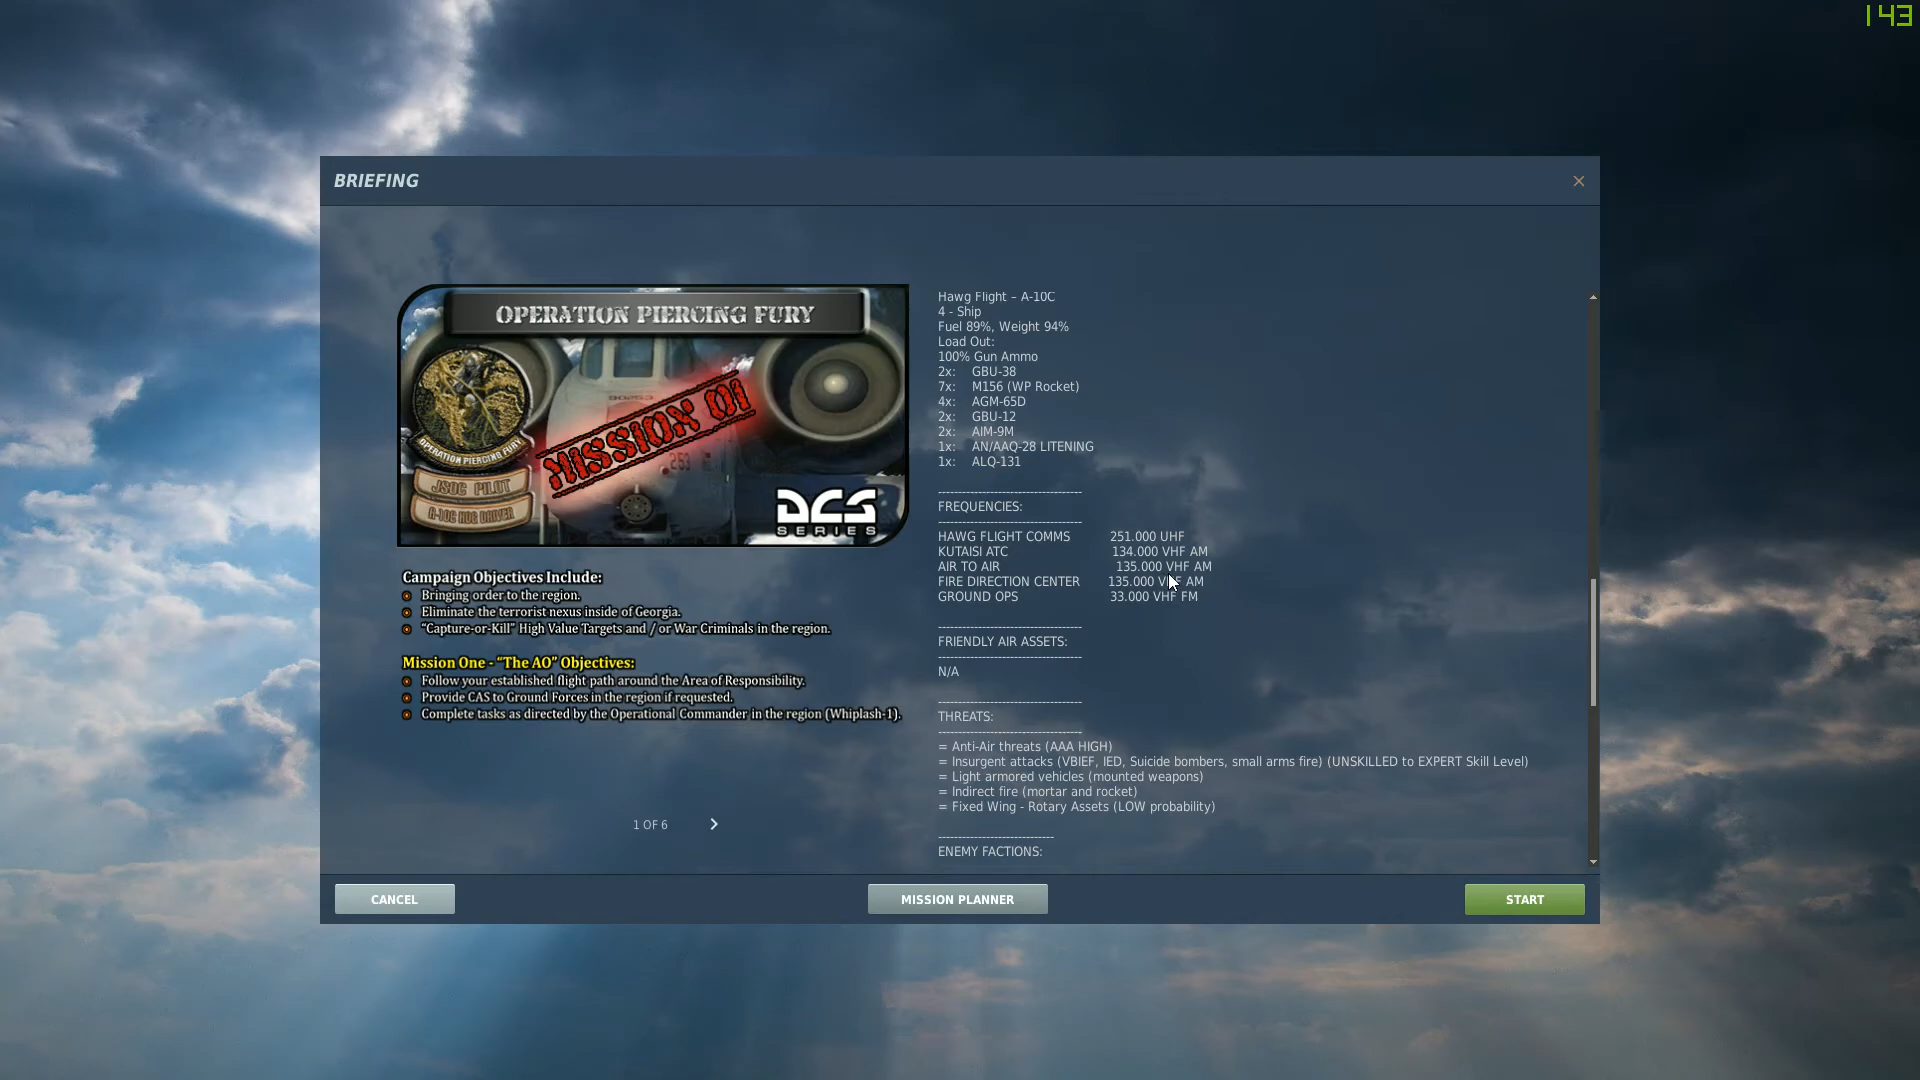 143
BRIEFING
OPERATION PIERCING FURY
MISSION 01
OPERATION PIERCING FURY
JSOC PILOT
A-10C HOG DRIVER
253
DCS
SERIES
Campaign Objectives Include:
Bringing order to the region.
Eliminate the terrorist nexus inside of Georgia.
“Capture-or-Kill” High Value Targets and / or War Criminals in the region.
Mission One - “The AO” Objectives:
Follow your established flight path around the Area of Responsibility.
Provide CAS to Ground Forces in the region if requested.
Complete tasks as directed by the Operational Commander in the region (Whiplash-1).
1 OF 6
Hawg Flight – A-10C
4 - Ship
Fuel 89%, Weight 94%
Load Out:
100% Gun Ammo
2x: GBU-38
7x: M156 (WP Rocket)
4x: AGM-65D
2x: GBU-12
2x: AIM-9M
1x: AN/AAQ-28 LITENING
1x: ALQ-131
------------------------------------
FREQUENCIES:
------------------------------------
HAWG FLIGHT COMMS 251.000 UHF
KUTAISI ATC 134.000 VHF AM
AIR TO AIR 135.000 VHF AM
FIRE DIRECTION CENTER 135.000 VHF AM
GROUND OPS 33.000 VHF FM
------------------------------------
FRIENDLY AIR ASSETS:
------------------------------------
N/A
------------------------------------
THREATS:
------------------------------------
= Anti-Air threats (AAA HIGH)
= Insurgent attacks (VBIEF, IED, Suicide bombers, small arms fire) (UNSKILLED to EXPERT Skill Level)
= Light armored vehicles (mounted weapons)
= Indirect fire (mortar and rocket)
= Fixed Wing - Rotary Assets (LOW probability)
-----------------------------
ENEMY FACTIONS:
CANCEL
MISSION PLANNER
START